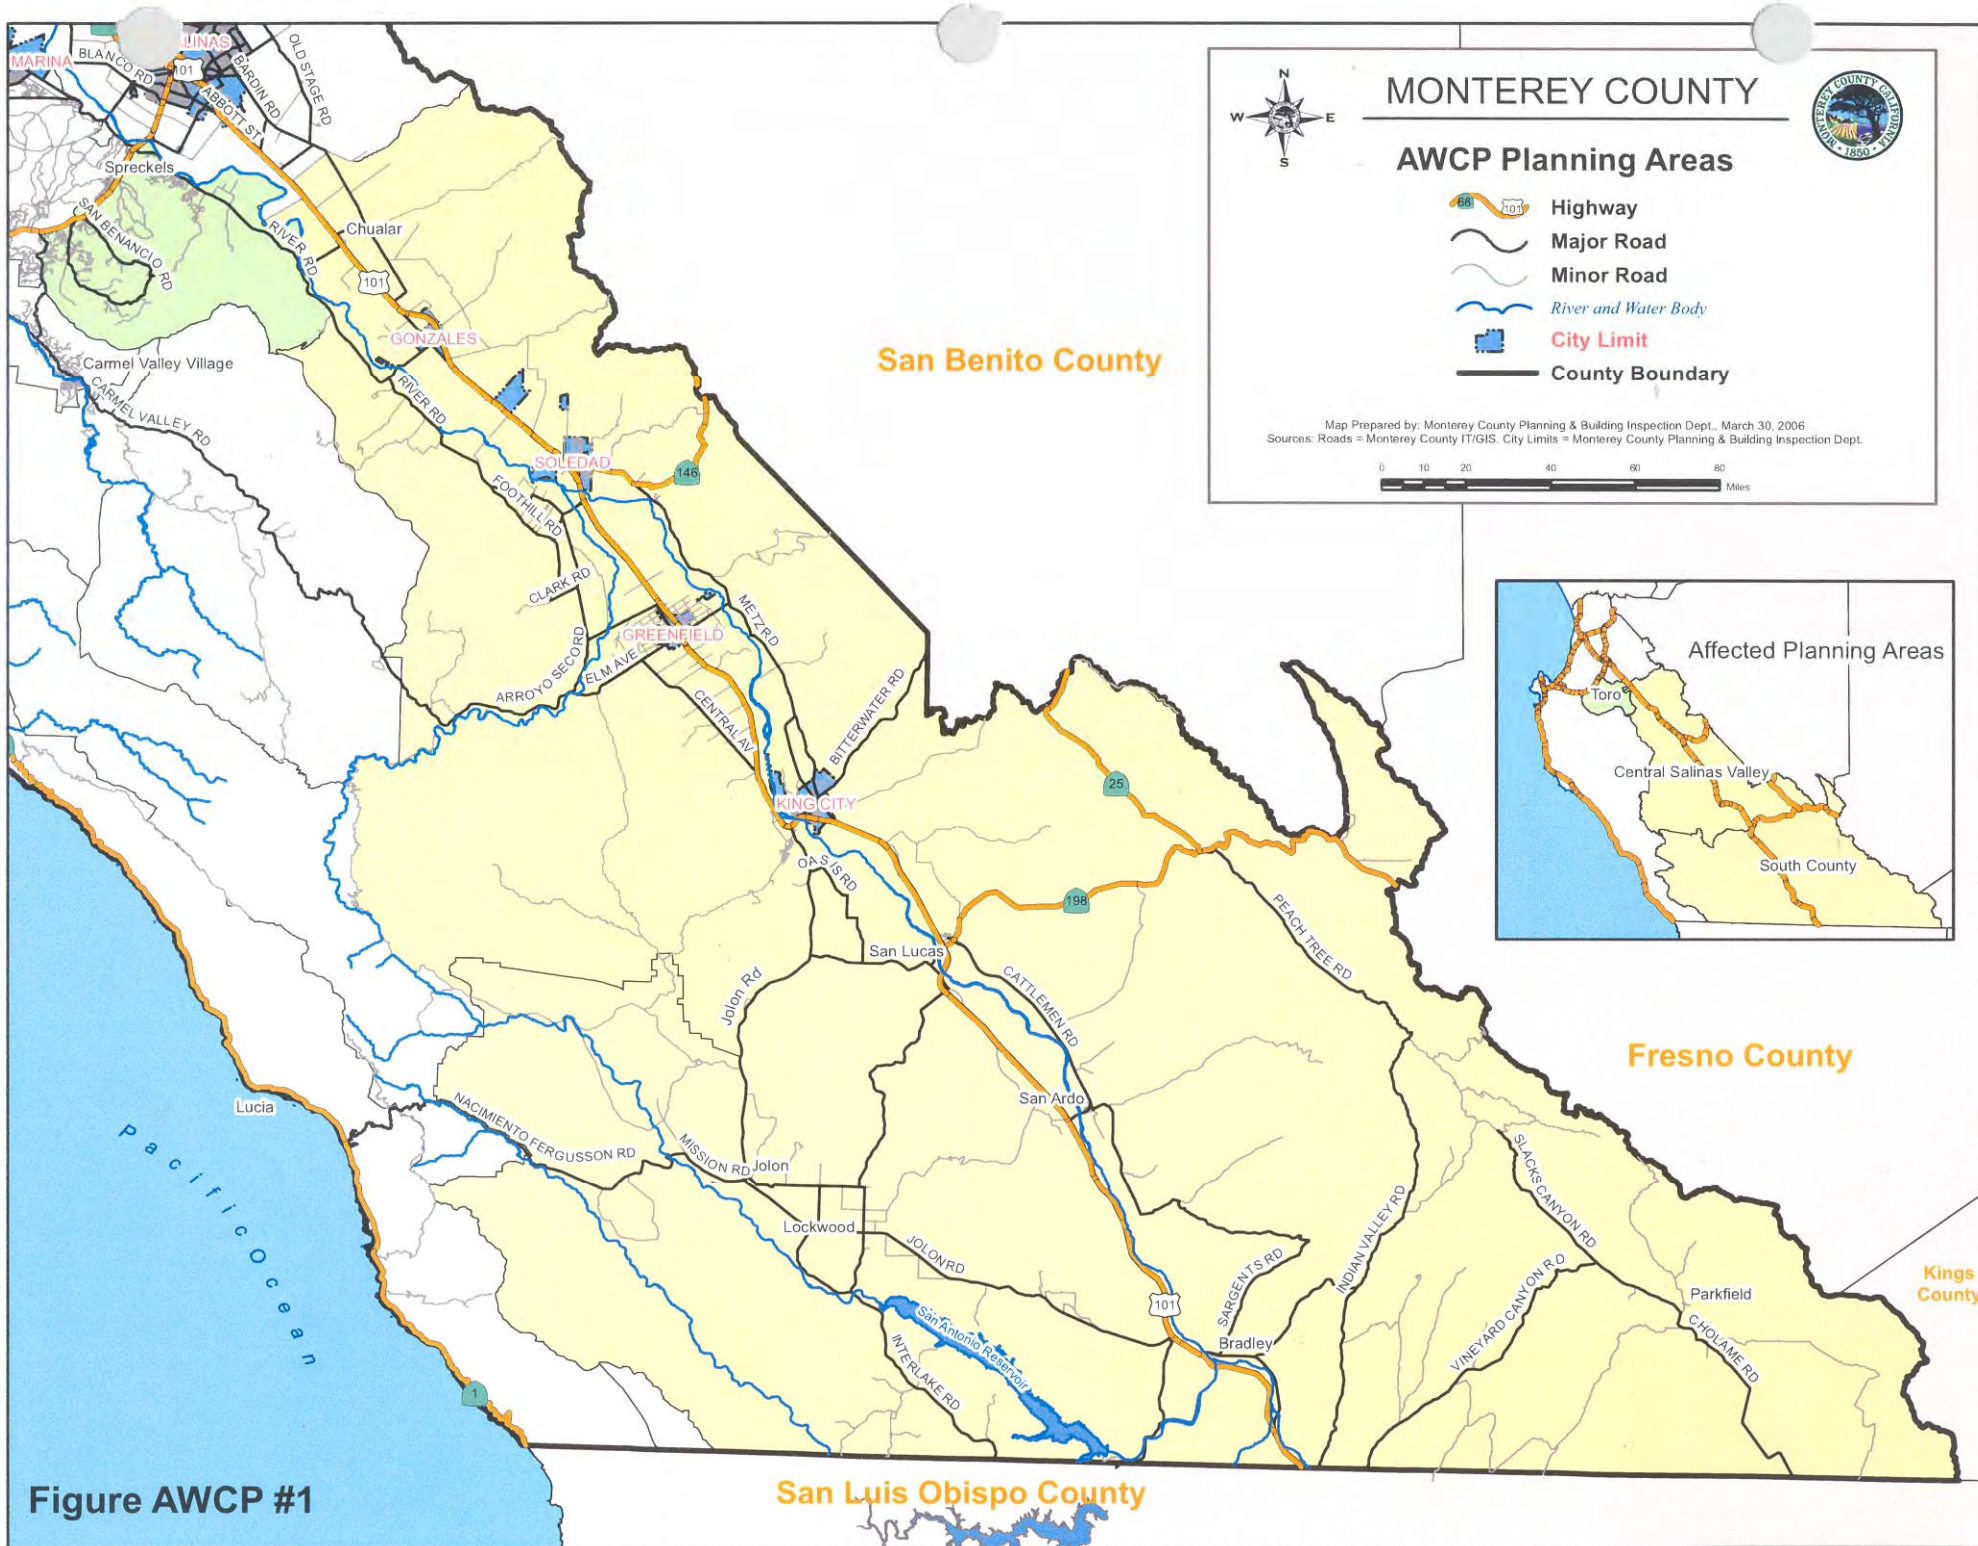 MONTEREY COUNTY
MONTEREY COUNTY CALIFORNIA
1850
N
W
E
S
AWCP Planning Areas
68
101
Highway
Major Road
Minor Road
River and Water Body
City Limit
County Boundary
Map Prepared by: Monterey County Planning & Building Inspection Dept., March 30, 2006
Sources: Roads = Monterey County IT/GIS. City Limits = Monterey County Planning & Building Inspection Dept.
0 10 20 40 60 80
Miles
Affected Planning Areas
Toro
Central Salinas Valley
South County
MARINA
BLANCO RD
LINAS
101
BARDIN RD
OLD STAGE RD
ABBOTT ST
Spreckels
SAN BENANCIO RD
RIVER RD
Chualar
101
GONZALES
Carmel Valley Village
CARMEL VALLEY RD
RIVER RD
San Benito County
SOLEDAD
146
FOOTHILL RD
CLARK RD
METZ RD
GREENFIELD
ELM AVE
ARROYO SECO RD
CENTRAL AV
BITTERWATER RD
KING CITY
25
OASIS RD
198
San Lucas
PEACH TREE RD
Jolon Rd
CATTLEMEN RD
Fresno County
San Ardo
Lucia
Pacific Ocean
NACIMIENTO FERGUSSON RD
MISSION RD
Jolon
SLACKS CANYON RD
INDIAN VALLEY RD
Lockwood
JOLON RD
SARGENTS RD
VINEYARD CANYON RD
Kings
County
Parkfield
CHOLAME RD
101
Bradley
San Antonio Reservoir
INTERLAKE RD
1
Figure AWCP #1
San Luis Obispo County